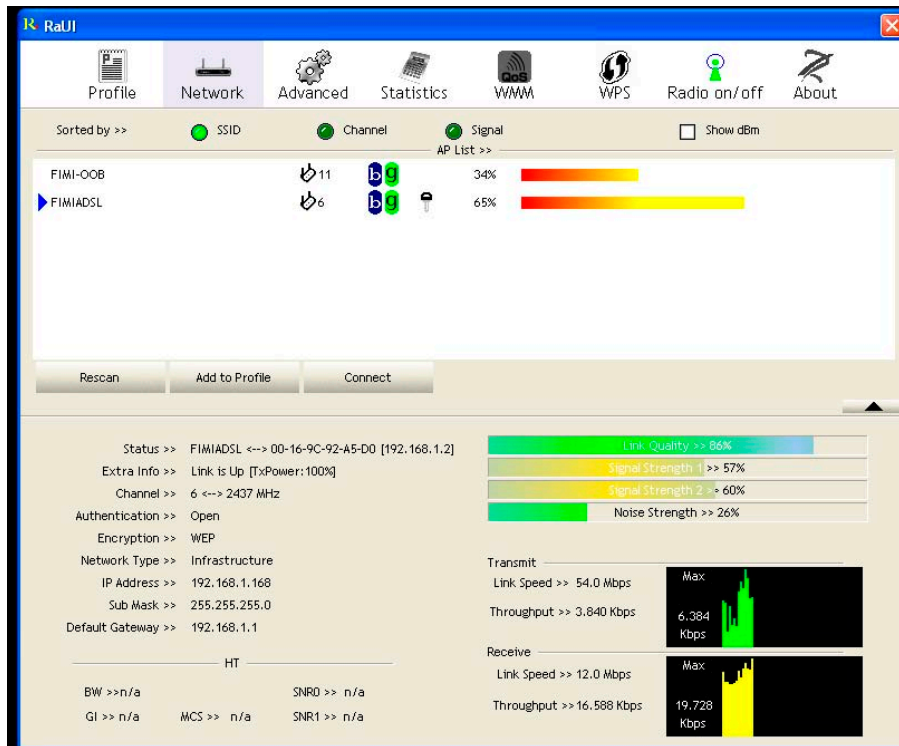 RaUI
Profile Network Advanced Statistics QoS WMM WPS Radio on/off About
Sorted by >> SSID Channel Signal Show dBm
AP List >>
FIMI-OOB 11 b g 34%
FIMIADSL 6 b g 65%
Rescan Add to Profile Connect
Status >> FIMIADSL <--> 00-16-9C-92-A5-D0 [192.168.1.2]
Extra Info >> Link is Up [TxPower:100%]
Channel >> 6 <--> 2437 MHz
Authentication >> Open
Encryption >> WEP
Network Type >> Infrastructure
IP Address >> 192.168.1.168
Sub Mask >> 255.255.255.0
Default Gateway >> 192.168.1.1
HT
BW >>n/a SNR0 >> n/a
GI >> n/a MCS >> n/a SNR1 >> n/a
Link Quality >> 86%
Signal Strength 1 >> 57%
Signal Strength 2 >> 60%
Noise Strength >> 26%
Transmit
Link Speed >> 54.0 Mbps
Throughput >> 3.840 Kbps
Max
6.384
Kbps
Receive
Link Speed >> 12.0 Mbps
Throughput >> 16.588 Kbps
Max
19.728
Kbps